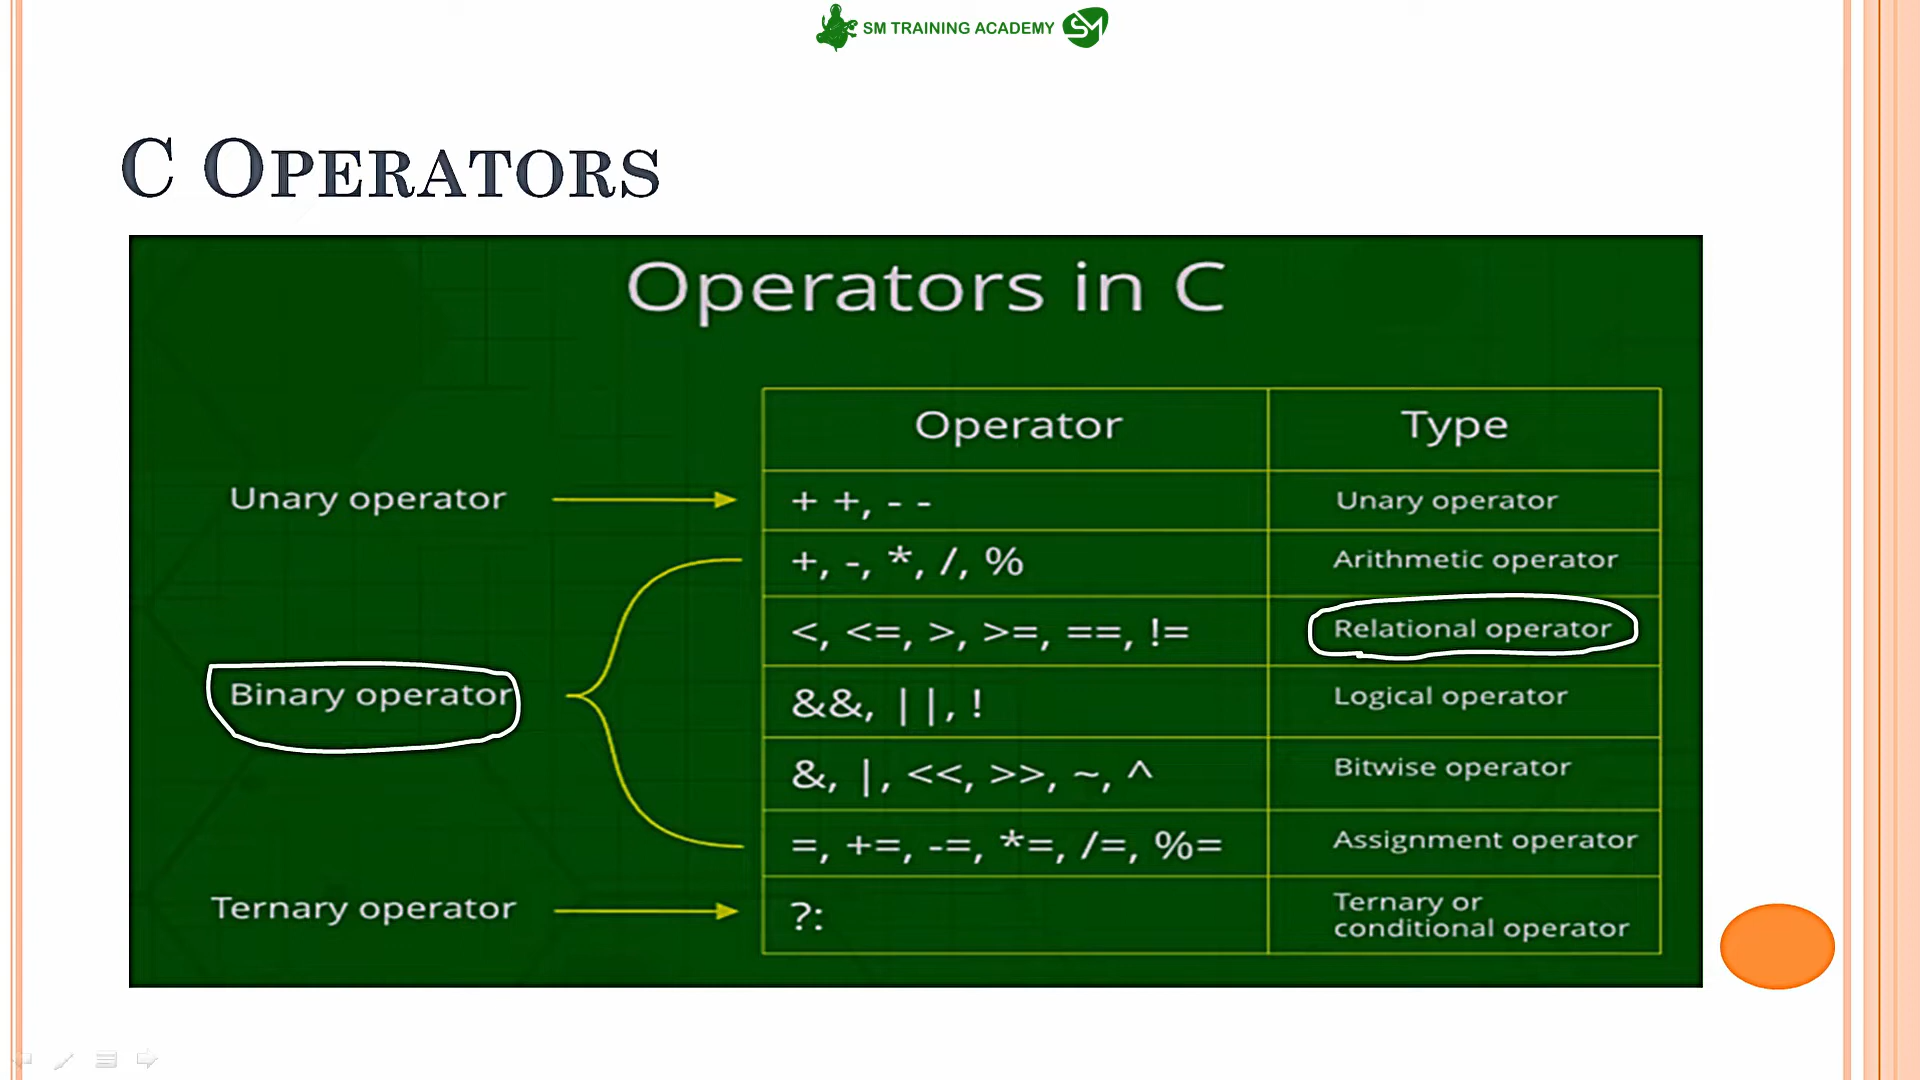 SM TRAINING ACADEMY SM
C OPERATORS
Operators in C
Operator Type
Unary operator + +, - - Unary operator
+, -, *, /, % Arithmetic operator
<, <=, >, >=, ==, != Relational operator
Binary operator &&, ||, ! Logical operator
&, |, <<, >>, ~, ^ Bitwise operator
=, +=, -=, *=, /=, %= Assignment operator
Ternary operator ?: Ternary or
conditional operator